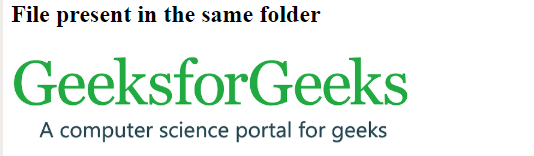 File present in the same folder
GeeksforGeeks
A computer science portal for geeks